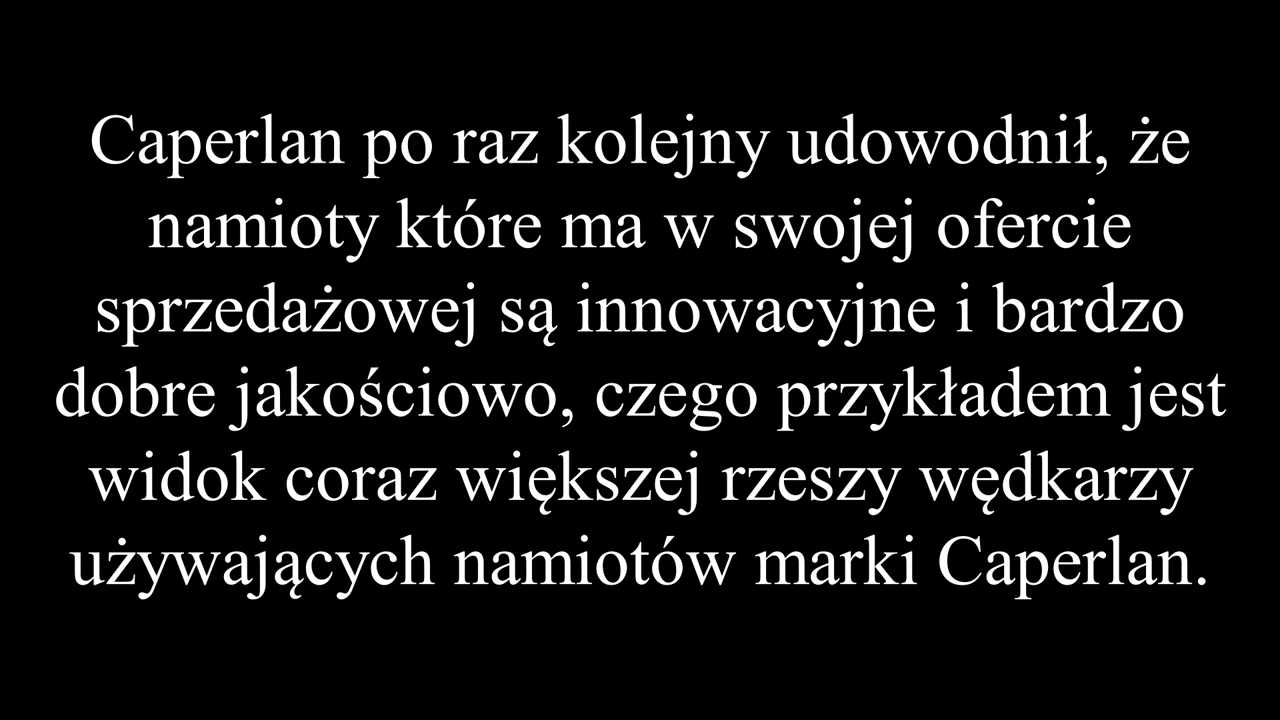 Caperlan po raz kolejny udowodnił, że
namioty które ma w swojej ofercie
sprzedażowej są innowacyjne i bardzo
dobre jakościowo, czego przykładem jest
widok coraz większej rzeszy wędkarzy
używających namiotów marki Caperlan.